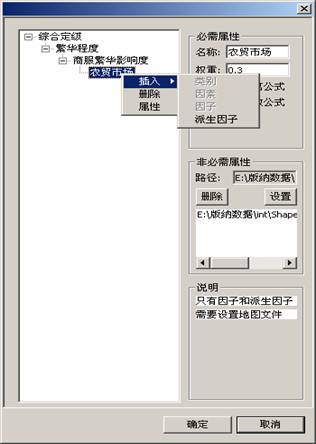 综合定级
繁华程度
商服繁华影响度
农贸市场
插入
删除
属性
类别
因素
因子
派生因子
必需属性
名称: 农贸市场
权重: 0.3
公式
公式
非必需属性
路径: E:\版纳数据\
删除 设置
E:\版纳数据\int\Shape
说明
只有因子和派生因子
需要设置地图文件
确定 取消